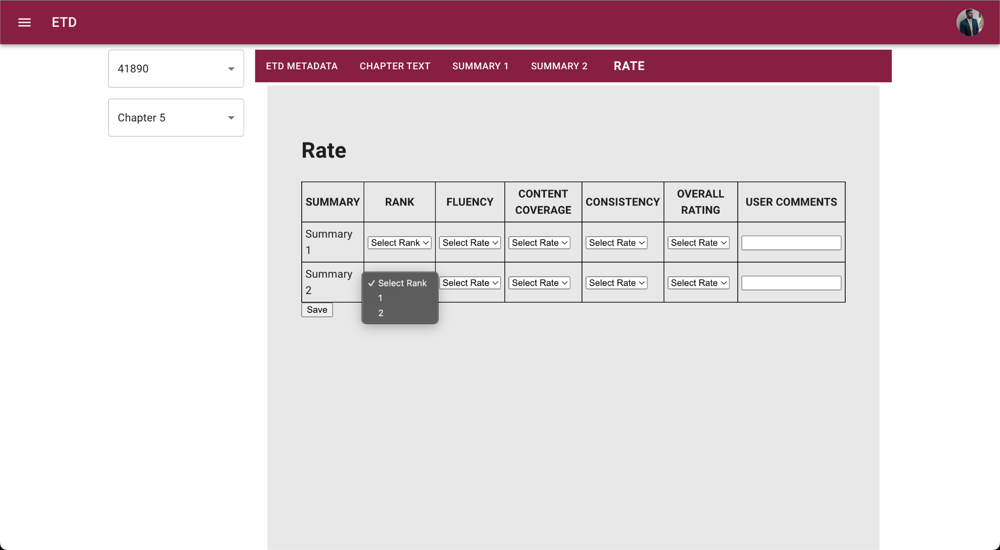 ETD
41890
Chapter 5
ETD METADATA CHAPTER TEXT SUMMARY 1 SUMMARY 2 RATE
Rate
SUMMARY RANK FLUENCY CONTENT COVERAGE CONSISTENCY OVERALL RATING USER COMMENTS
Summary 1 Select Rank Select Rate Select Rate Select Rate Select Rate
Summary 2 Select Rank Select Rate Select Rate Select Rate Select Rate
1
2
Save